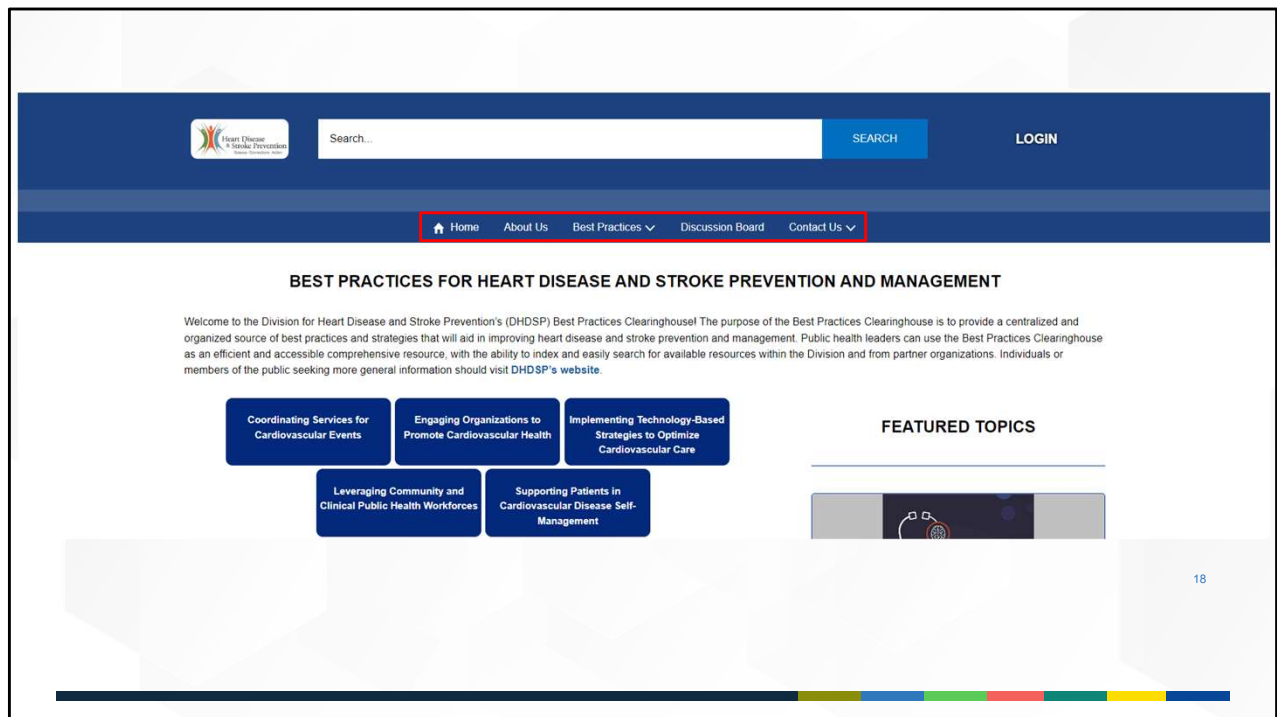 Heart Disease
& Stroke Prevention
Search...
SEARCH
LOGIN
Home About Us Best Practices Discussion Board Contact Us
BEST PRACTICES FOR HEART DISEASE AND STROKE PREVENTION AND MANAGEMENT
Welcome to the Division for Heart Disease and Stroke Prevention's (DHDSP) Best Practices Clearinghouse! The purpose of the Best Practices Clearinghouse is to provide a centralized and
organized source of best practices and strategies that will aid in improving heart disease and stroke prevention and management. Public health leaders can use the Best Practices Clearinghouse
as an efficient and accessible comprehensive resource, with the ability to index and easily search for available resources within the Division and from partner organizations. Individuals or
members of the public seeking more general information should visit DHDSP's website.
Coordinating Services for
Cardiovascular Events
Engaging Organizations to
Promote Cardiovascular Health
Implementing Technology-Based
Strategies to Optimize
Cardiovascular Care
Leveraging Community and
Clinical Public Health Workforces
Supporting Patients in
Cardiovascular Disease Self-
Management
FEATURED TOPICS
18